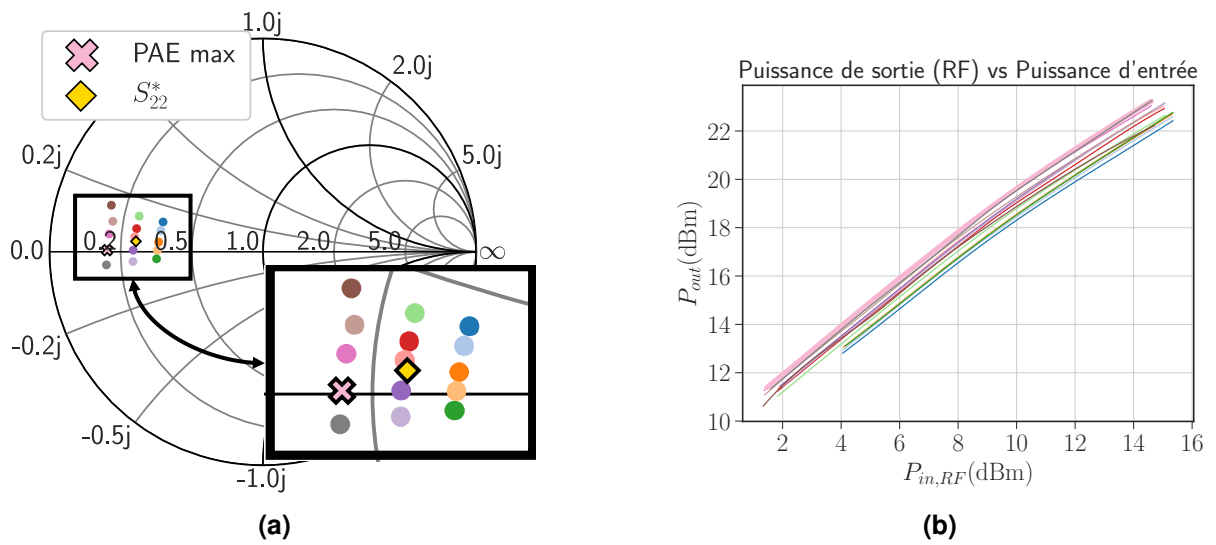 1.0j
PAE max
S*22
2.0j
0.2j
5.0j
0.0
0.2
0.5
1.0
2.0
5.0
∞
-0.2j
-0.5j
-1.0j
(a)
Puissance de sortie (RF) vs Puissance d'entrée
22
20
18
16
14
12
10
Pout(dBm)
2
4
6
8
10
12
14
16
Pin,RF(dBm)
(b)